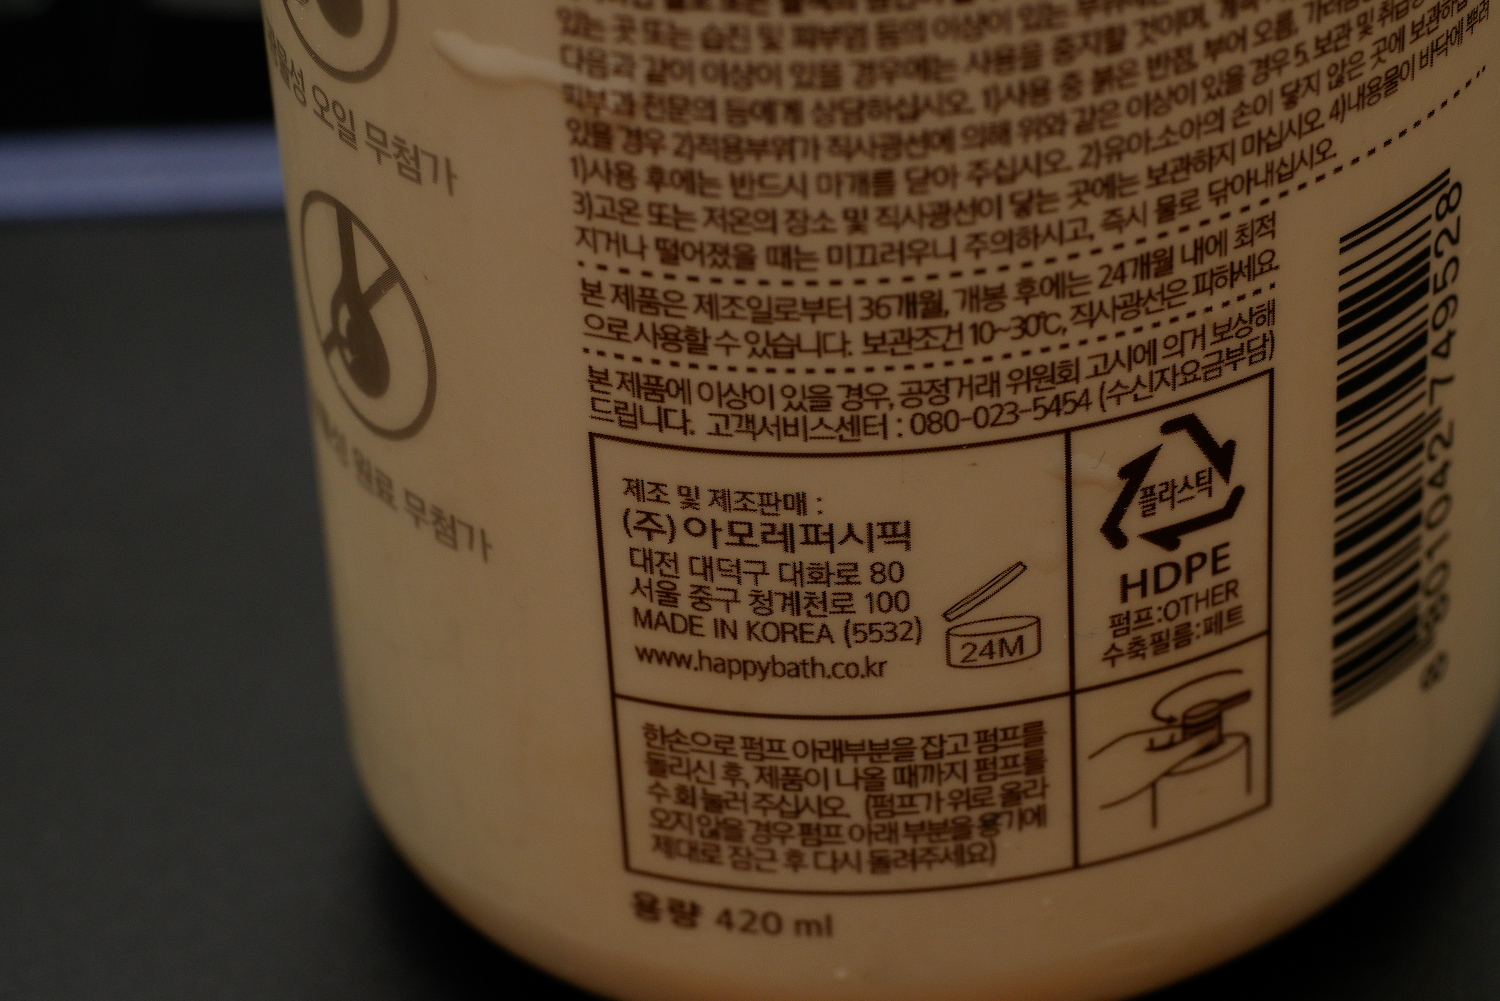 오일 무첨가
원료 무첨가
있는 곳 또는 습진 및 피부염 등의 이상이 있는
다음과 같이 이상이 있을 경우에는 사용을 중지할 것이며,
피부과 전문의 등에게 상담하십시오. 1)사용 중 붉은 반점, 부어 오름,
있을 경우 2)적용부위가 직사광선에 의해 위와 같은 이상이 있을 경우 5. 보관 및
1)사용 후에는 반드시 마개를 닫아 주십시오. 2)유아·소아의 손이 닿지 않은 곳에
3)고온 또는 저온의 장소 및 직사광선이 닿는 곳에는 보관하지 마십시오. 4)내용물이 바닥에
지거나 떨어졌을 때는 미끄러우니 주의하시고, 즉시 물로 닦아내십시오.
본 제품은 제조일로부터 36개월, 개봉 후에는 24개월 내에 최적
으로 사용할 수 있습니다. 보관조건 10~30℃, 직사광선은 피하세요.
본 제품에 이상이 있을 경우, 공정거래 위원회 고시에 의거 보상해
드립니다. 고객서비스센터 : 080-023-5454 (수신자요금부담)
제조 및 제조판매 :
(주)아모레퍼시픽
대전 대덕구 대화로 80
서울 중구 청계천로 100
MADE IN KOREA (5532)
www.happybath.co.kr
24M
플라스틱
HDPE
펌프:OTHER
수축필름:페트
한손으로 펌프 아래부분을 잡고 펌프를
돌리신 후, 제품이 나올 때까지 펌프를
수 회 눌러 주십시오. (펌프가 위로 올라
오지 않을 경우 펌프 아래 부분을 용기에
제대로 잠근 후 다시 돌려주세요)
용량 420 ml
8 801042 749528